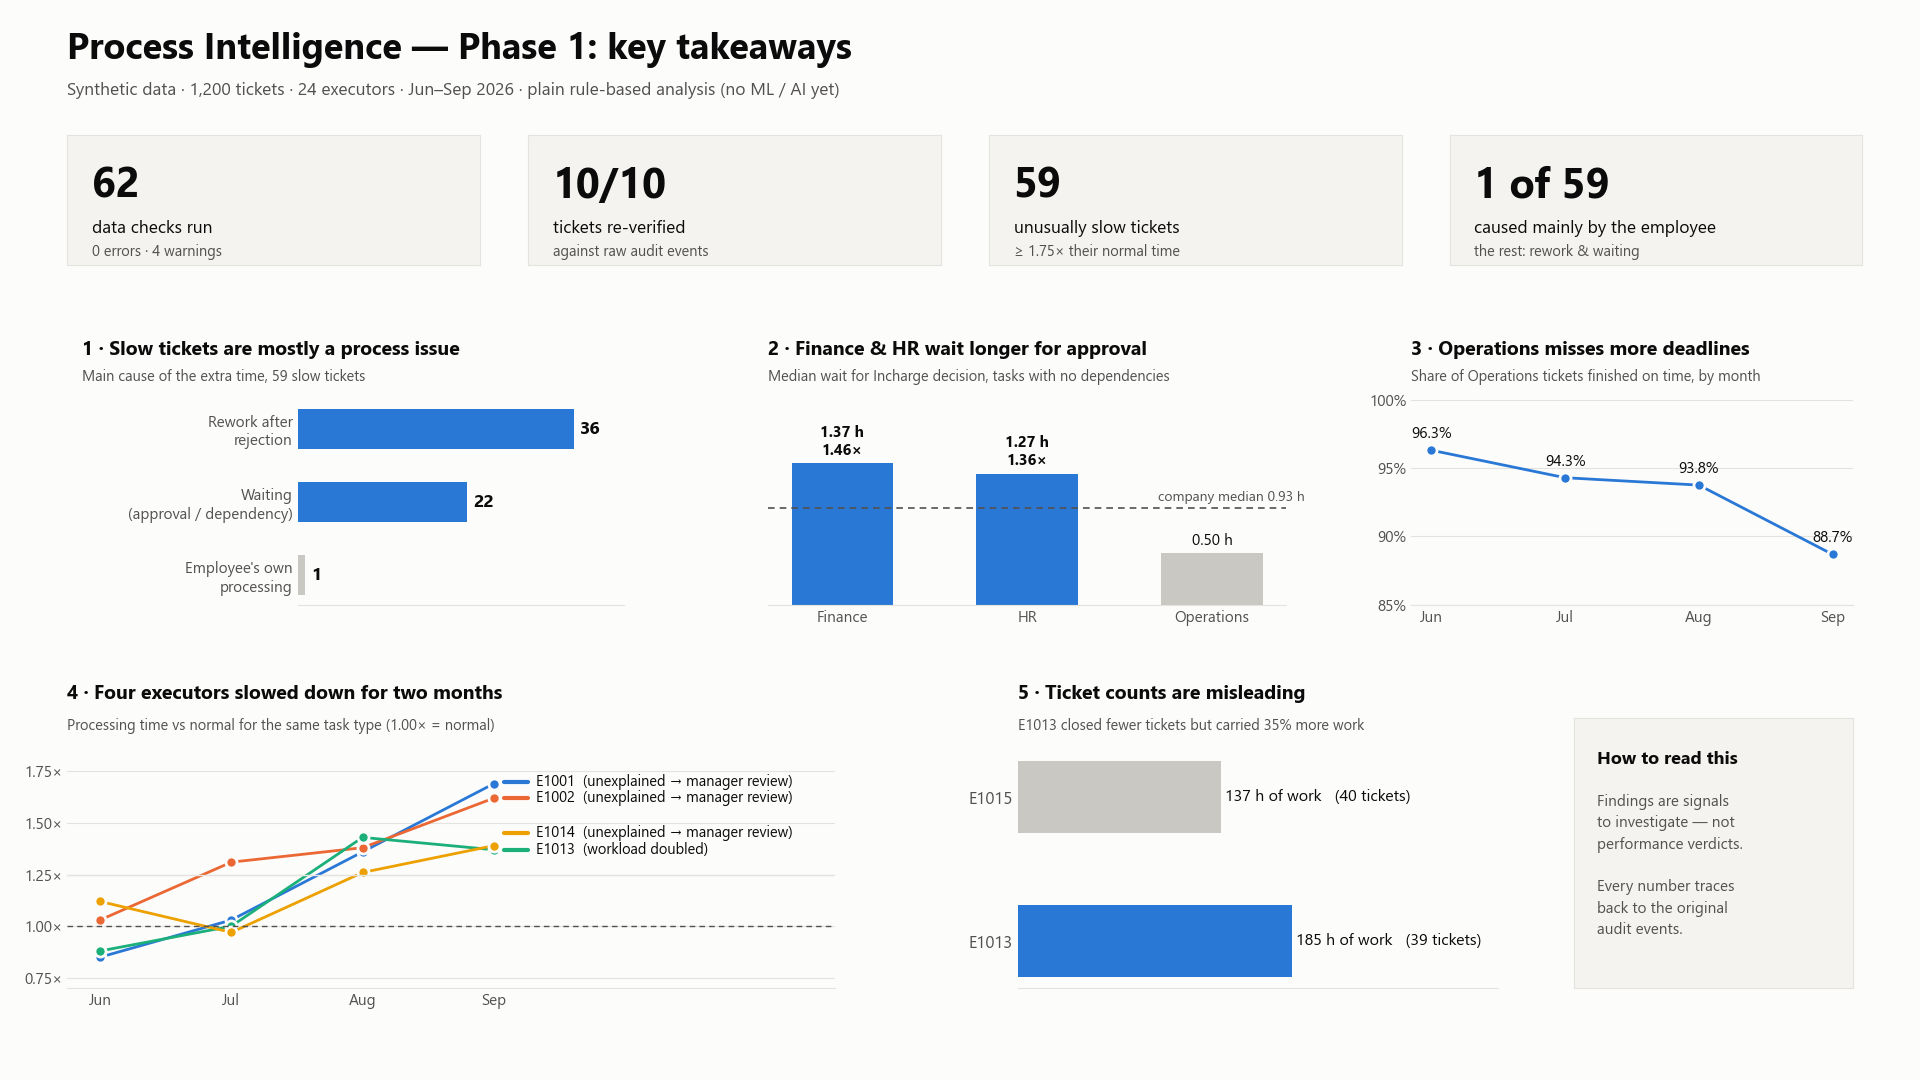 Process Intelligence — Phase 1: key takeaways
Synthetic data · 1,200 tickets · 24 executors · Jun–Sep 2026 · plain rule-based analysis (no ML / AI yet)
62
data checks run
0 errors · 4 warnings
10/10
tickets re-verified
against raw audit events
59
unusually slow tickets
≥ 1.75× their normal time
1 of 59
caused mainly by the employee
the rest: rework & waiting
1 · Slow tickets are mostly a process issue
Main cause of the extra time, 59 slow tickets
Rework after
rejection
36
Waiting
(approval / dependency)
22
Employee's own
processing
1
2 · Finance & HR wait longer for approval
Median wait for Incharge decision, tasks with no dependencies
1.37 h
1.46×
1.27 h
1.36×
company median 0.93 h
0.50 h
Finance
HR
Operations
3 · Operations misses more deadlines
Share of Operations tickets finished on time, by month
100%
95%
90%
85%
96.3%
94.3%
93.8%
88.7%
Jun
Jul
Aug
Sep
4 · Four executors slowed down for two months
Processing time vs normal for the same task type (1.00× = normal)
1.75×
1.50×
1.25×
1.00×
0.75×
E1001 (unexplained → manager review)
E1002 (unexplained → manager review)
E1014 (unexplained → manager review)
E1013 (workload doubled)
Jun
Jul
Aug
Sep
5 · Ticket counts are misleading
E1013 closed fewer tickets but carried 35% more work
E1015
137 h of work (40 tickets)
E1013
185 h of work (39 tickets)
How to read this
Findings are signals
to investigate — not
performance verdicts.
Every number traces
back to the original
audit events.